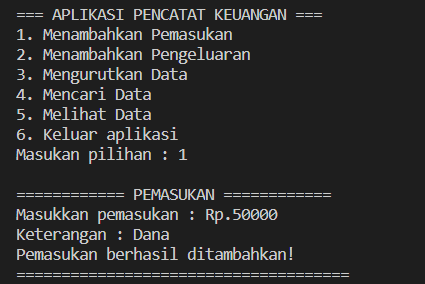 === APLIKASI PENCATAT KEUANGAN ===
1. Menambahkan Pemasukan
2. Menambahkan Pengeluaran
3. Mengurutkan Data
4. Mencari Data
5. Melihat Data
6. Keluar aplikasi
Masukan pilihan : 1

============ PEMASUKAN ============
Masukkan pemasukan : Rp.50000
Keterangan : Dana
Pemasukan berhasil ditambahkan!
=====================================